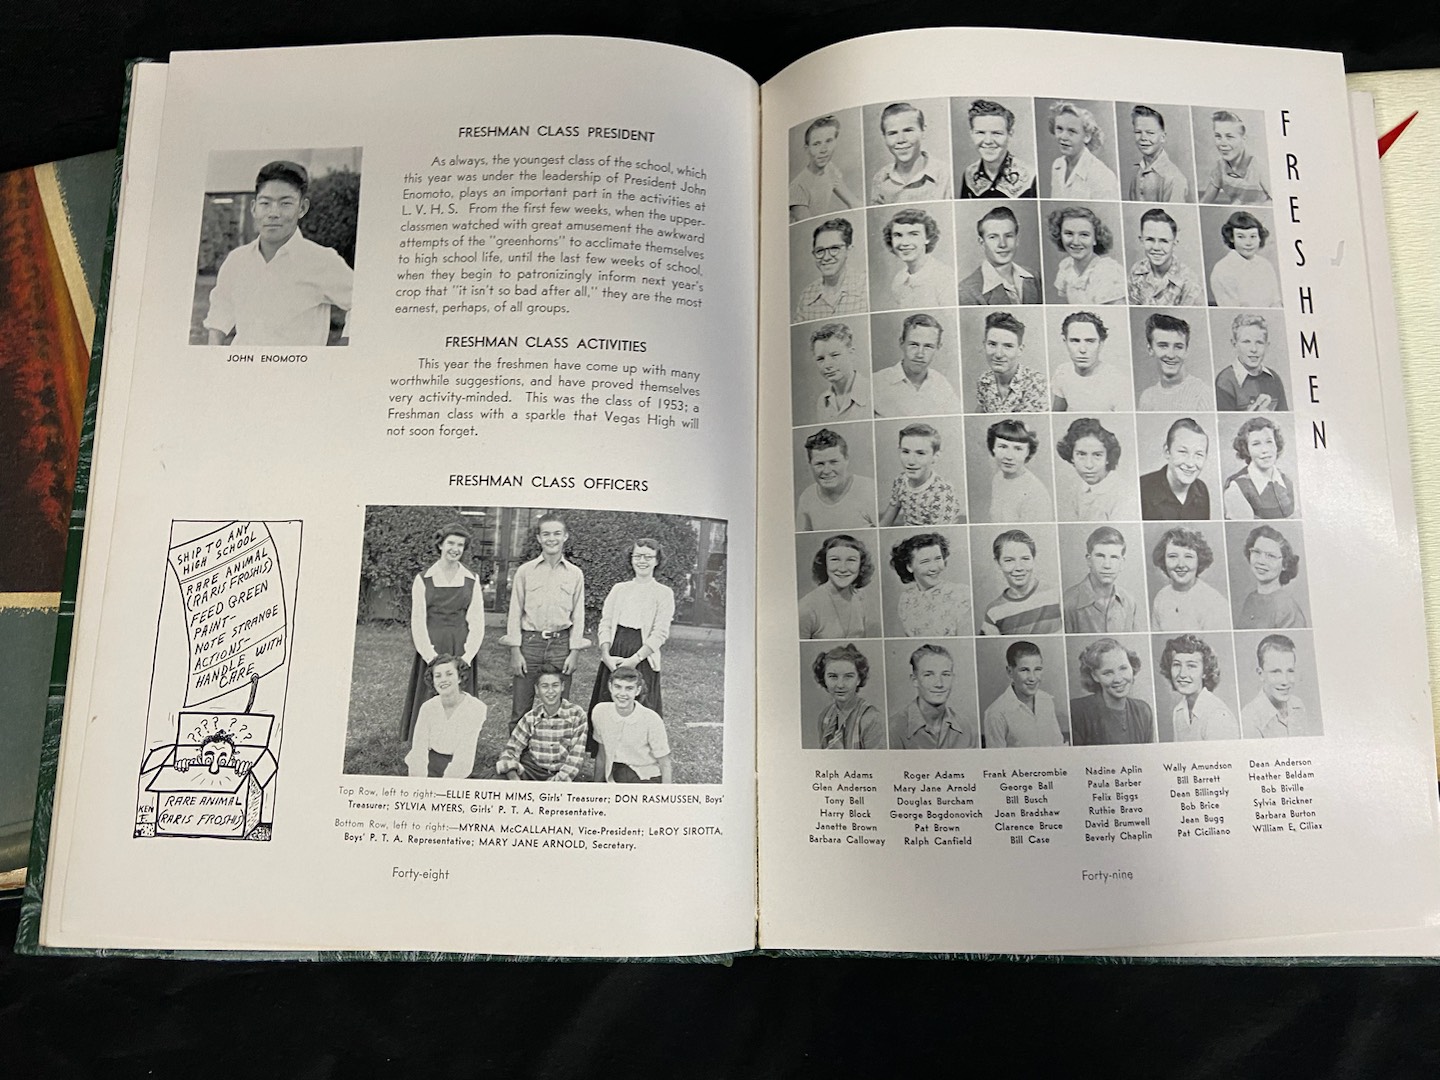 FRESHMAN CLASS PRESIDENT
As always, the youngest class of the school, which
this year was under the leadership of President John
Enomoto, plays an important part in the activities at
L. V. H. S. From the first few weeks, when the upper-
classmen watched with great amusement the awkward
attempts of the "greenhorns" to acclimate themselves
to high school life, until the last few weeks of school,
when they begin to patronizingly inform next year's
crop that "it isn't so bad after all," they are the most
earnest, perhaps, of all groups.
JOHN ENOMOTO
FRESHMAN CLASS ACTIVITIES
This year the freshmen have come up with many
worthwhile suggestions, and have proved themselves
very activity-minded. This was the class of 1953; a
Freshman class with a sparkle that Vegas High will
not soon forget.
FRESHMAN CLASS OFFICERS
SHIP TO ANY
HIGH SCHOOL
RARE ANIMAL
(RARIS FROSHIS)
FEED GREEN
PAINT-
NOTE STRANGE
ACTIONS-
HANDLE WITH
CARE
? ? ? ? ?
RARE ANIMAL
(RARIS FROSHIS)
KEN
F.
Top Row, left to right:—ELLIE RUTH MIMS, Girls' Treasurer; DON RASMUSSEN, Boys'
Treasurer; SYLVIA MYERS, Girls' P. T. A. Representative.
Bottom Row, left to right:—MYRNA McCALLAHAN, Vice-President; LeROY SIROTTA,
Boys' P. T. A. Representative; MARY JANE ARNOLD, Secretary.
Forty-eight
FRESHMEN
Ralph Adams
Glen Anderson
Tony Bell
Harry Block
Janette Brown
Barbara Calloway
Roger Adams
Mary Jane Arnold
Douglas Burcham
George Bogdonovich
Pat Brown
Ralph Canfield
Frank Abercrombie
George Ball
Bill Busch
Joan Bradshaw
Clarence Bruce
Bill Case
Nadine Aplin
Paula Barber
Felix Biggs
Ruthie Bravo
David Brumwell
Beverly Chaplin
Wally Amundson
Bill Barrett
Dean Billingsly
Bob Brice
Jean Bugg
Pat Ciciliano
Dean Anderson
Heather Beldam
Bob Biville
Sylvia Brickner
Barbara Burton
William E. Ciliax
Forty-nine